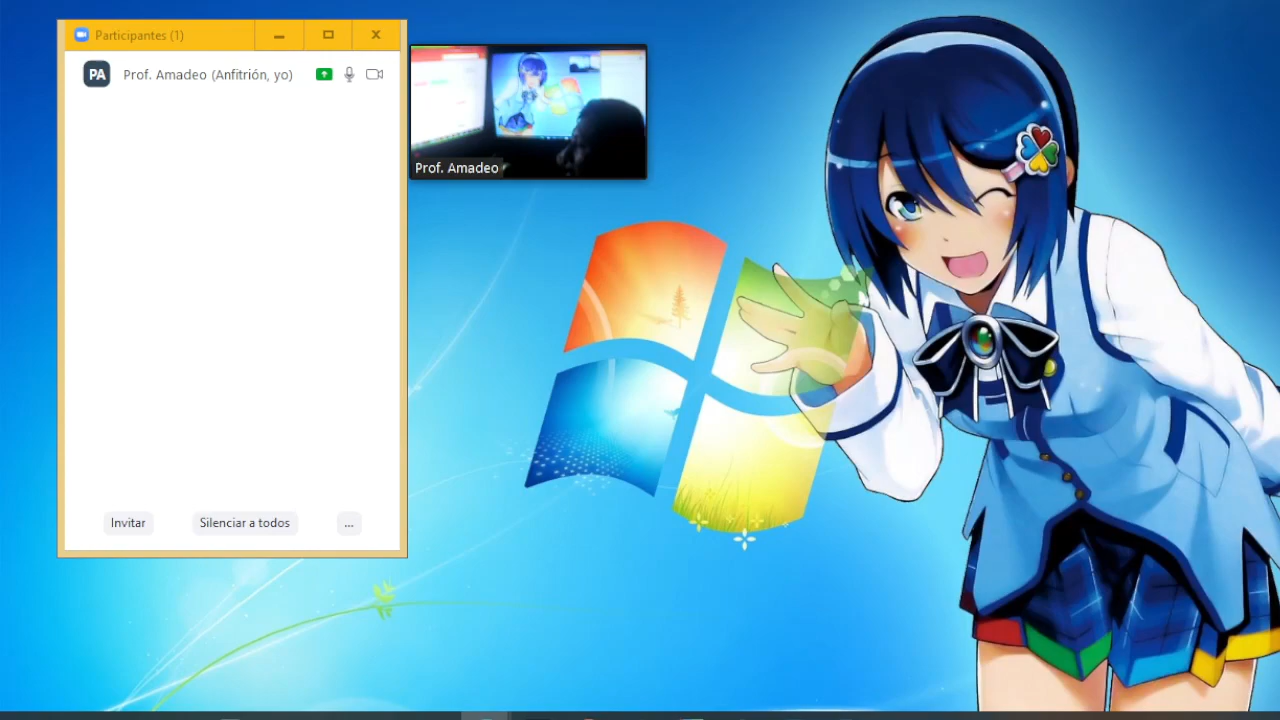 Participantes (1)
PA
Prof. Amadeo (Anfitrión, yo)
Prof. Amadeo
Invitar
Silenciar a todos
...